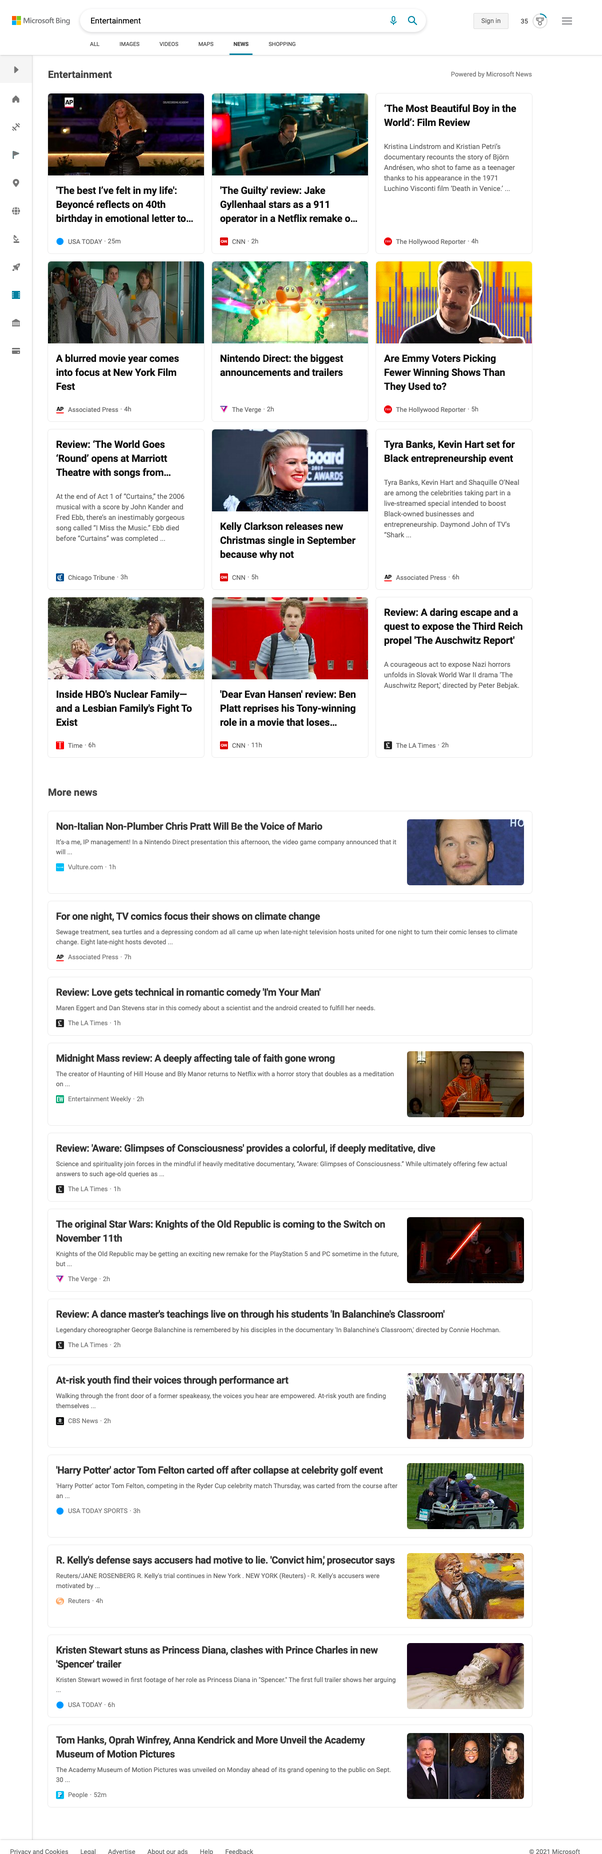 Microsoft Bing
Entertainment
Sign in
35
ALL
IMAGES
VIDEOS
MAPS
NEWS
SHOPPING
Entertainment
Powered by Microsoft News
AP
'The best I've felt in my life':
Beyoncé reflects on 40th
birthday in emotional letter to...
USA TODAY · 25m
'The Guilty' review: Jake
Gyllenhaal stars as a 911
operator in a Netflix remake o...
CNN · 2h
'The Most Beautiful Boy in the
World': Film Review
Kristina Lindstrom and Kristian Petri's
documentary recounts the story of Björn
Andrésen, who shot to fame as a teenager
thanks to his appearance in the 1971
Luchino Visconti film 'Death in Venice.' ...
The Hollywood Reporter · 4h
A blurred movie year comes
into focus at New York Film
Fest
AP Associated Press · 4h
Nintendo Direct: the biggest
announcements and trailers
The Verge · 2h
Are Emmy Voters Picking
Fewer Winning Shows Than
They Used to?
The Hollywood Reporter · 5h
Review: 'The World Goes
'Round' opens at Marriott
Theatre with songs from...
At the end of Act 1 of "Curtains," the 2006
musical with a score by John Kander and
Fred Ebb, there's an inestimably gorgeous
song called "I Miss the Music." Ebb died
before "Curtains" was completed ...
Chicago Tribune · 3h
board
2019
C AWARDS
Kelly Clarkson releases new
Christmas single in September
because why not
CNN · 5h
Tyra Banks, Kevin Hart set for
Black entrepreneurship event
Tyra Banks, Kevin Hart and Shaquille O'Neal
are among the celebrities taking part in a
live-streamed special intended to boost
Black-owned businesses and
entrepreneurship. Daymond John of TV's
"Shark ...
AP Associated Press · 6h
Inside HBO's Nuclear Family—
and a Lesbian Family's Fight To
Exist
Time · 6h
'Dear Evan Hansen' review: Ben
Platt reprises his Tony-winning
role in a movie that loses...
CNN · 11h
Review: A daring escape and a
quest to expose the Third Reich
propel 'The Auschwitz Report'
A courageous act to expose Nazi horrors
unfolds in Slovak World War II drama 'The
Auschwitz Report,' directed by Peter Bebjak.
The LA Times · 2h
More news
Non-Italian Non-Plumber Chris Pratt Will Be the Voice of Mario
It's-a me, IP management! In a Nintendo Direct presentation this afternoon, the video game company announced that it
will ...
Vulture.com · 1h
HO
For one night, TV comics focus their shows on climate change
Sewage treatment, sea turtles and a depressing condom ad all came up when late-night television hosts united for one night to turn their comic lenses to climate
change. Eight late-night hosts devoted ...
AP Associated Press · 7h
Review: Love gets technical in romantic comedy 'I'm Your Man'
Maren Eggert and Dan Stevens star in this comedy about a scientist and the android created to fulfill her needs.
The LA Times · 1h
Midnight Mass review: A deeply affecting tale of faith gone wrong
The creator of Haunting of Hill House and Bly Manor returns to Netflix with a horror story that doubles as a meditation
on ...
EW Entertainment Weekly · 2h
Review: 'Aware: Glimpses of Consciousness' provides a colorful, if deeply meditative, dive
Science and spirituality join forces in the mindful if heavily meditative documentary, "Aware: Glimpses of Consciousness." While ultimately offering few actual
answers to such age-old queries as ...
The LA Times · 1h
The original Star Wars: Knights of the Old Republic is coming to the Switch on
November 11th
Knights of the Old Republic may be getting an exciting new remake for the PlayStation 5 and PC sometime in the future,
but ...
The Verge · 2h
Review: A dance master's teachings live on through his students 'In Balanchine's Classroom'
Legendary choreographer George Balanchine is remembered by his disciples in the documentary 'In Balanchine's Classroom,' directed by Connie Hochman.
The LA Times · 2h
At-risk youth find their voices through performance art
Walking through the front door of a former speakeasy, the voices you hear are empowered. At-risk youth are finding
themselves ...
CBS News · 2h
'Harry Potter' actor Tom Felton carted off after collapse at celebrity golf event
'Harry Potter' actor Tom Felton, competing in the Ryder Cup celebrity match Thursday, was carted from the course after
an ...
USA TODAY SPORTS · 3h
R. Kelly's defense says accusers had motive to lie. 'Convict him,' prosecutor says
Reuters/JANE ROSENBERG R. Kelly's trial continues in New York . NEW YORK (Reuters) - R. Kelly's accusers were
motivated by ...
Reuters · 4h
Kristen Stewart stuns as Princess Diana, clashes with Prince Charles in new
'Spencer' trailer
Kristen Stewart wowed in first footage of her role as Princess Diana in "Spencer." The first full trailer shows her arguing
...
USA TODAY · 6h
Tom Hanks, Oprah Winfrey, Anna Kendrick and More Unveil the Academy
Museum of Motion Pictures
The Academy Museum of Motion Pictures was unveiled on Monday ahead of its grand opening to the public on Sept.
30 ...
People · 52m
Privacy and Cookies
Legal
Advertise
About our ads
Help
Feedback
© 2021 Microsoft